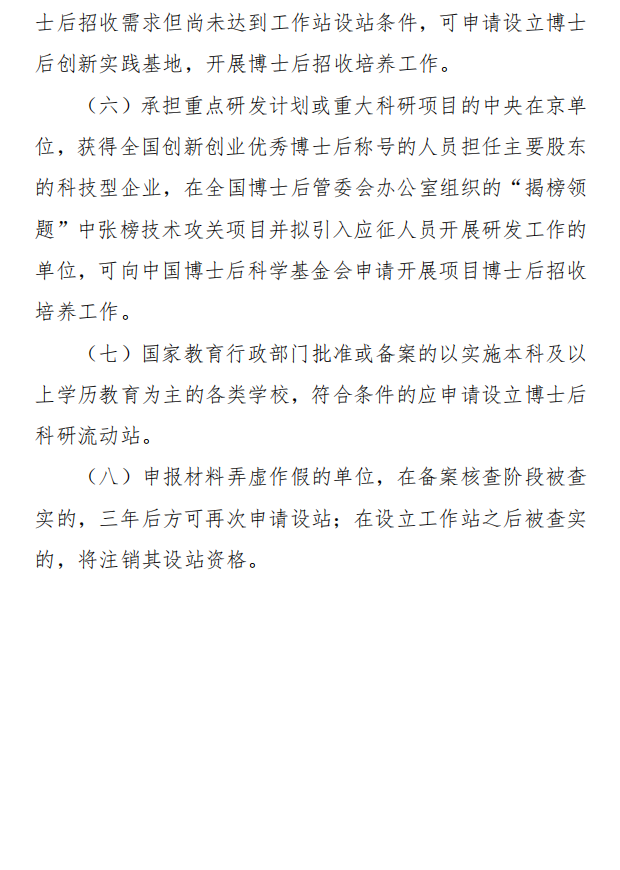 士后招收需求但尚未达到工作站设站条件，可申请设立博士
后创新实践基地，开展博士后招收培养工作。
（六）承担重点研发计划或重大科研项目的中央在京单
位，获得全国创新创业优秀博士后称号的人员担任主要股东
的科技型企业，在全国博士后管委会办公室组织的“揭榜领
题”中张榜技术攻关项目并拟引入应征人员开展研发工作的
单位，可向中国博士后科学基金会申请开展项目博士后招收
培养工作。
（七）国家教育行政部门批准或备案的以实施本科及以
上学历教育为主的各类学校，符合条件的应申请设立博士后
科研流动站。
（八）申报材料弄虚作假的单位，在备案核查阶段被查
实的，三年后方可再次申请设站；在设立工作站之后被查实
的，将注销其设站资格。